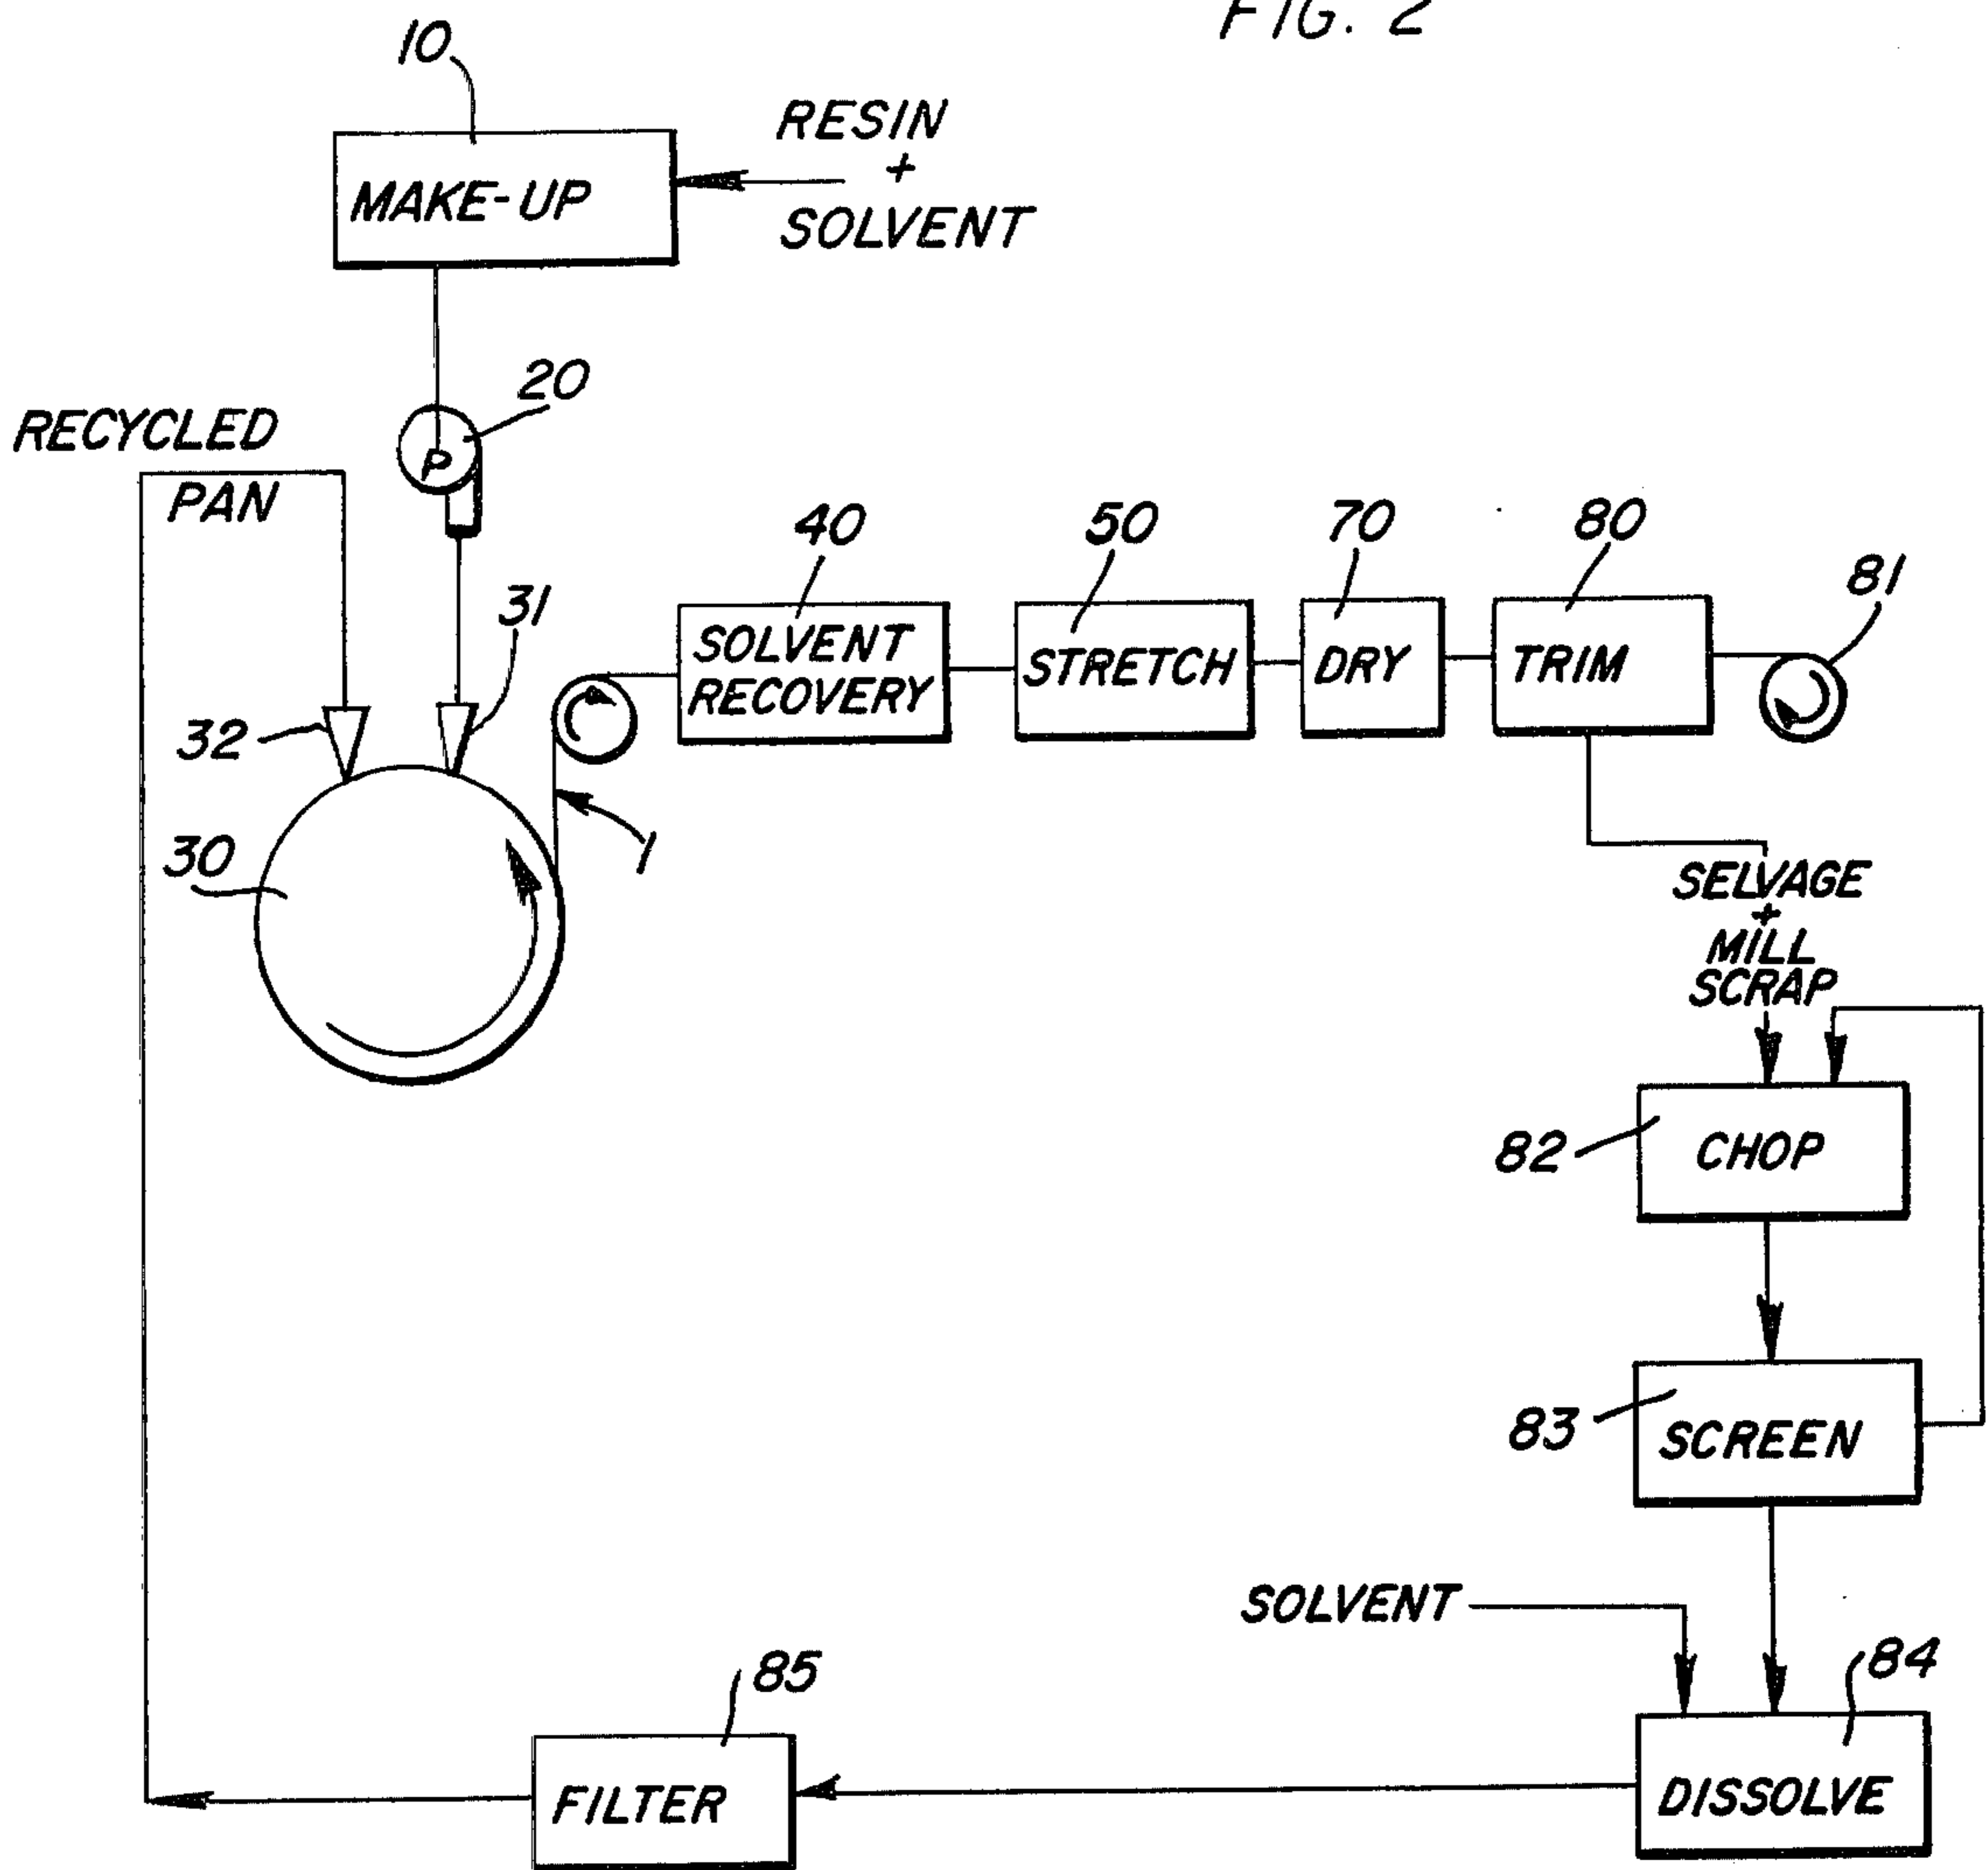 FIG. 2
10
RESIN
+
SOLVENT
MAKE-UP
20
P
RECYCLED
PAN
31
32
30
1
40
SOLVENT
RECOVERY
50
STRETCH
70
DRY
80
TRIM
81
SELVAGE
+
MILL
SCRAP
82
CHOP
83
SCREEN
SOLVENT
84
DISSOLVE
85
FILTER